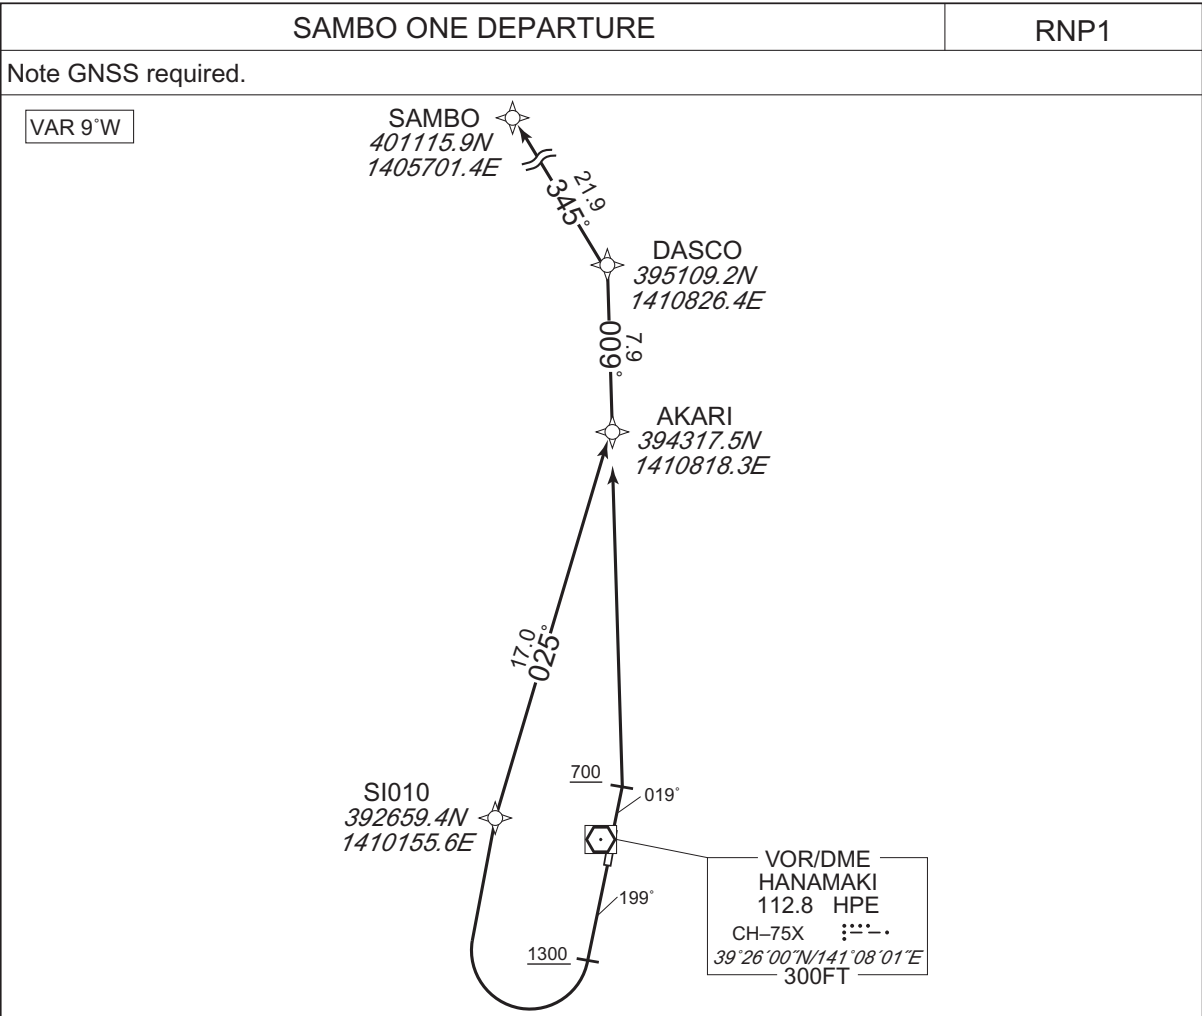 SAMBO ONE DEPARTURE
RNP1
Note GNSS required.
VAR 9°W
SAMBO
401115.9N
1405701.4E
21.9
345°
DASCO
395109.2N
1410826.4E
7.9
009°
AKARI
394317.5N
1410818.3E
17.0
025°
700
019°
SI010
392659.4N
1410155.6E
VOR/DME
HANAMAKI
112.8 HPE
CH–75X
39°26′00″N/141°08′01″E
300FT
199°
1300